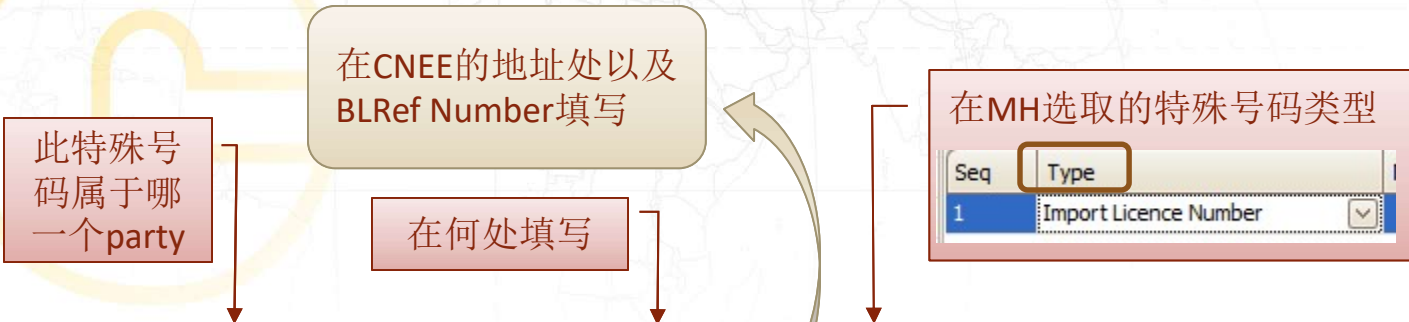 在CNEE的地址处以及
BLRef Number填写
在MH选取的特殊号码类型
Seq Type
1 Import Licence Number
此特殊号
码属于哪
一个party
在何处填写